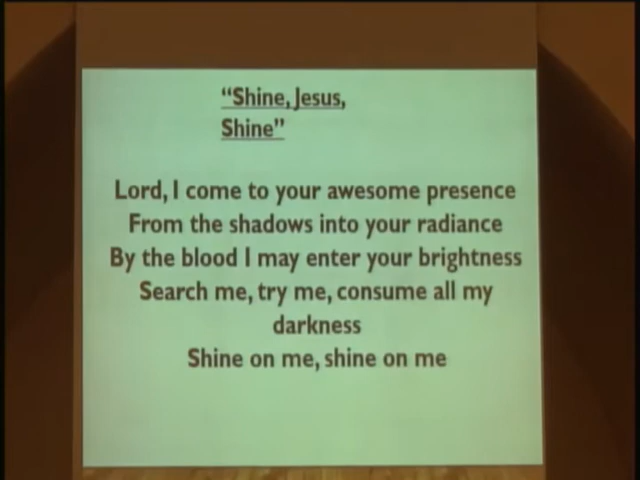 “Shine, Jesus,
Shine”
Lord, I come to your awesome presence
From the shadows into your radiance
By the blood I may enter your brightness
Search me, try me, consume all my
darkness
Shine on me, shine on me